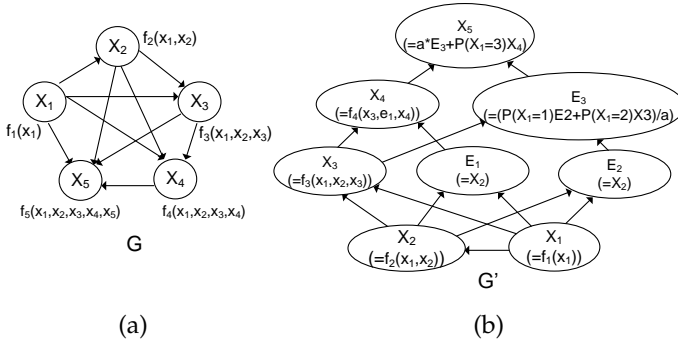 X₂
f₂(x₁,x₂)
X₁
f₁(x₁)
X₃
f₃(x₁,x₂,x₃)
X₅
f₅(x₁,x₂,x₃,x₄,x₅)
X₄
f₄(x₁,x₂,x₃,x₄)
G
(a)
X₅
(=a*E₃+P(X₁=3)X₄)
X₄
(=f₄(x₃,e₁,x₄))
E₃
(=(P(X₁=1)E2+P(X₁=2)X3)/a)
X₃
(=f₃(x₁,x₂,x₃))
E₁
(=X₂)
E₂
(=X₂)
X₂
(=f₂(x₁,x₂))
X₁
(=f₁(x₁))
G'
(b)